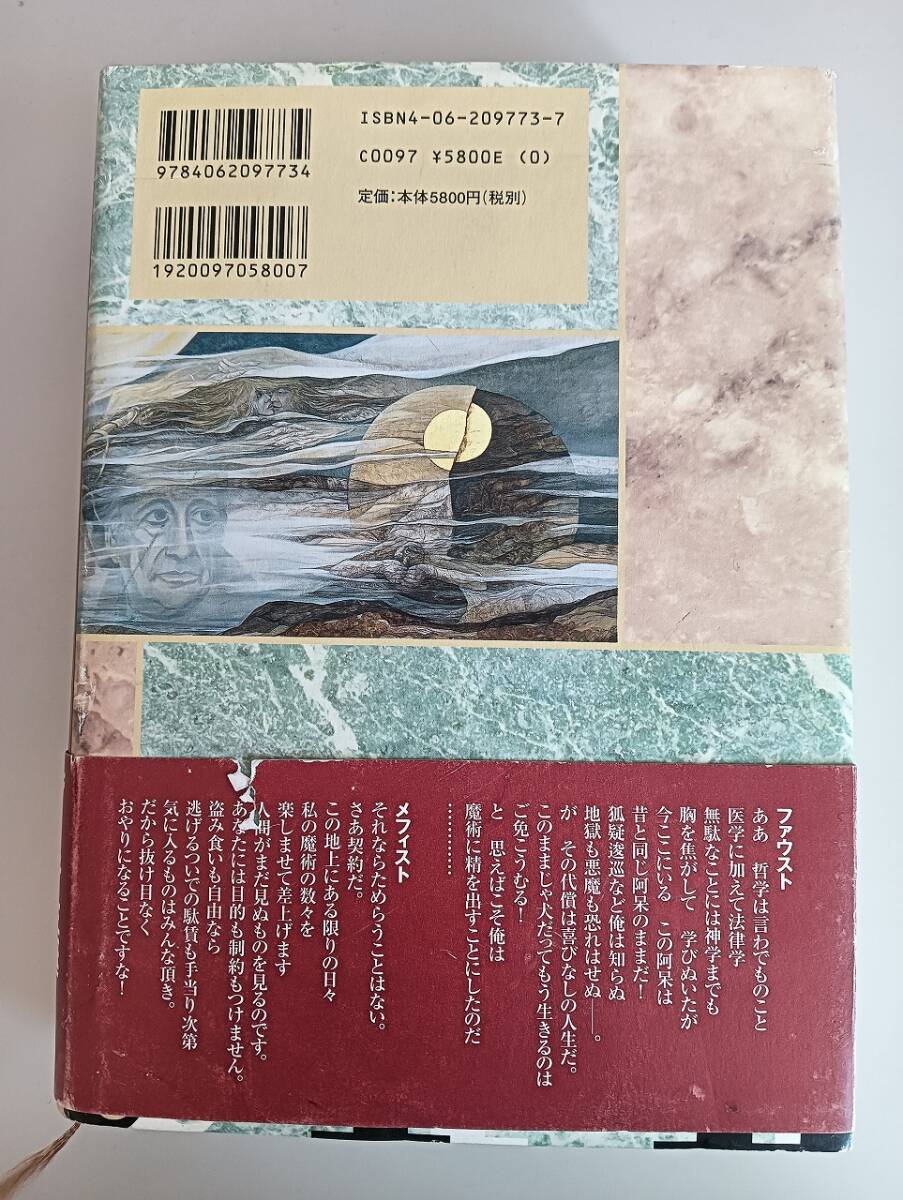 9784062097734
1920097058007
ISBN4-06-209773-7
C0097 ¥5800E (0)
定価:本体5800円(税別)
ファウスト
ああ 哲学は言わでものこと
医学に加えて法律学
無駄なことには神学までも
胸を焦がして 学びぬいたが
今ここにいる この阿呆は
昔と同じ阿呆のままだ!
狐疑逡巡など俺は知らぬ
地獄も悪魔も恐れはせぬ――。
が その代償は喜びなしの人生だ。
このままじゃ犬だってもう生きるのは
ご免こうむる!
と 思えばこそ俺は
魔術に精を出すことにしたのだ
…………
メフィスト
それならためらうことはない。
さあ契約だ。
この地上にある限りの日々
私の魔術の数々を
楽しませて差上げます
人間がまだ見ぬものを見るのです。
あなたには目的も制約もつけません。
盗み食いも自由なら
逃げるついでの駄賃も手当り次第
気に入るものはみんな頂き。
だから抜け目なく
おやりになることですな!